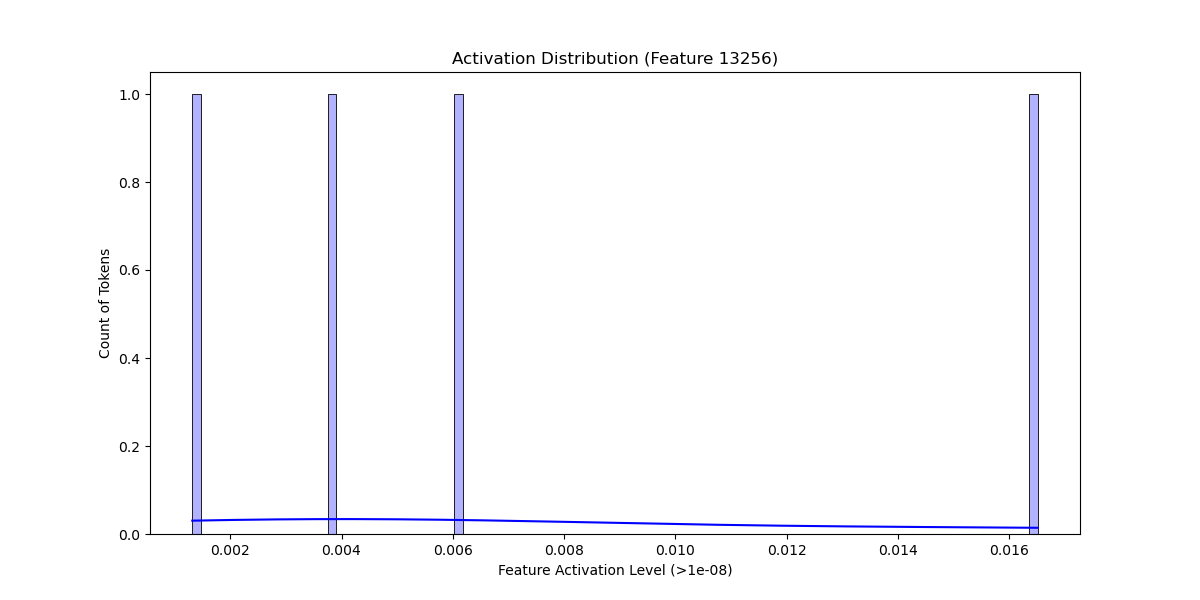 Activation Distribution (Feature 13256)
1.0
0.8
0.6
0.4
0.2
0.0
Count of Tokens
0.002 0.004 0.006 0.008 0.010 0.012 0.014 0.016
Feature Activation Level (>1e-08)